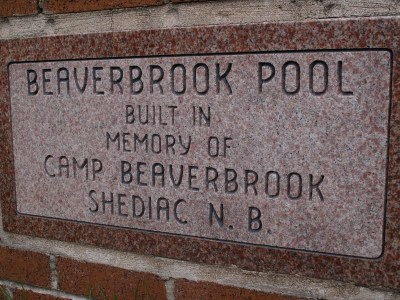 BEAVERBROOK POOL
BUILT IN
MEMORY OF
CAMP BEAVERBROOK
SHEDIAC N. B.